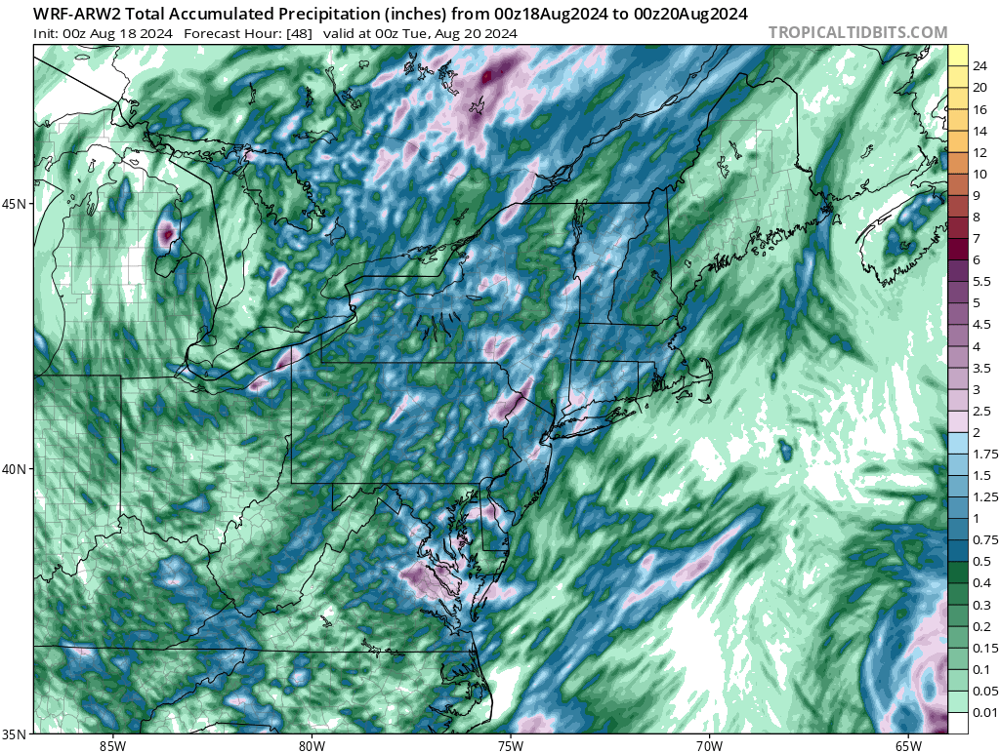 WRF-ARW2 Total Accumulated Precipitation (inches) from 00z18Aug2024 to 00z20Aug2024
Init: 00z Aug 18 2024 Forecast Hour: [48] valid at 00z Tue, Aug 20 2024
TROPICALTIDBITS.COM
24
20
16
14
12
10
9
8
7
6
5.5
5
4.5
4
3.5
3
2.5
2
1.75
1.5
1.25
1
0.75
0.5
0.4
0.3
0.2
0.15
0.1
0.05
0.01
45N
40N
35N
85W
80W
75W
70W
65W